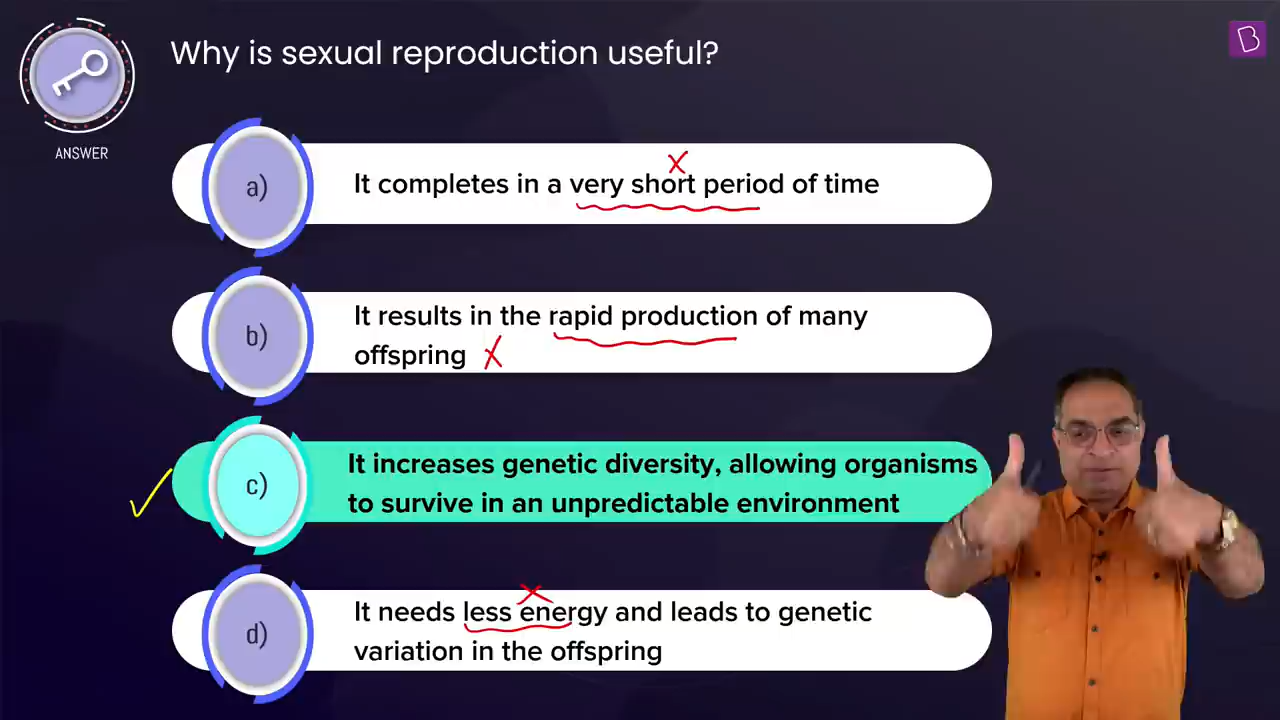 Why is sexual reproduction useful?
ANSWER
a) It completes in a very short period of time
b) It results in the rapid production of many
offspring
c) It increases genetic diversity, allowing organisms
to survive in an unpredictable environment
d) It needs less energy and leads to genetic
variation in the offspring
B